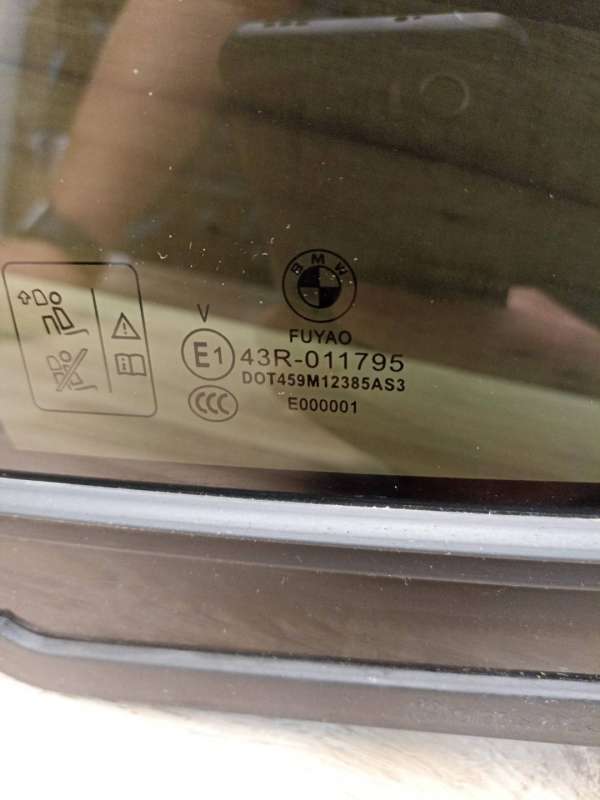 BMW
FUYAO
V
E1
43R-011795
DOT459M12385AS3
CCC
E000001